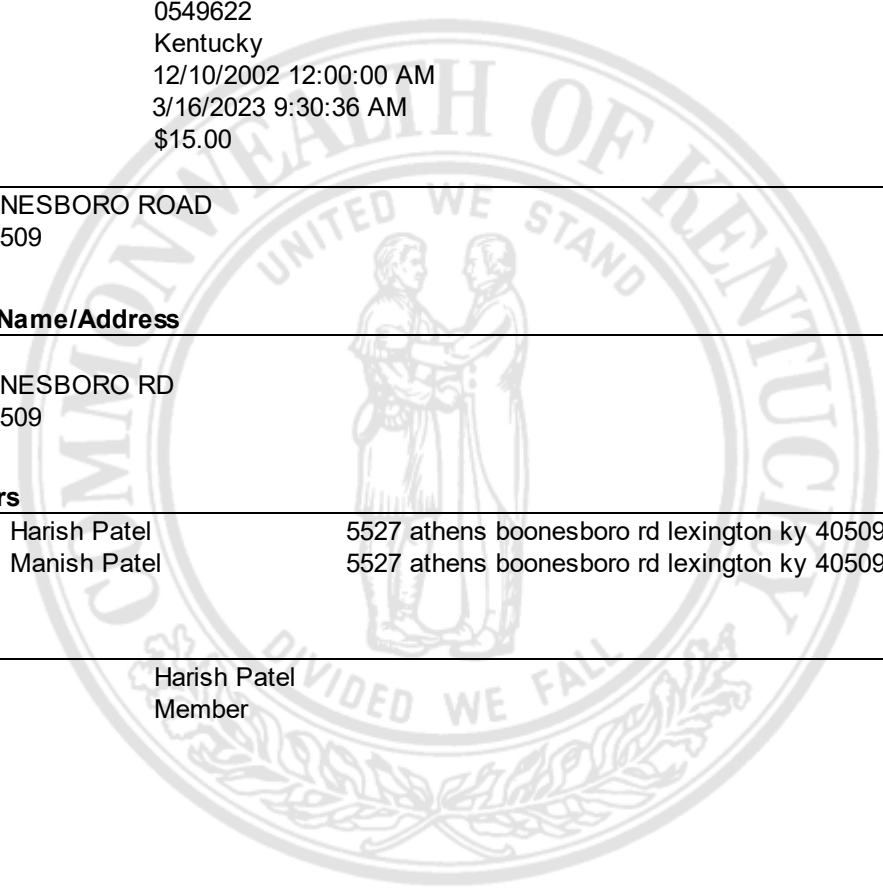 0549622
Kentucky
12/10/2002 12:00:00 AM
3/16/2023 9:30:36 AM
$15.00
NESBORO ROAD
509
Name/Address
NESBORO RD
509
rs
Harish Patel 5527 athens boonesboro rd lexington ky 40509
Manish Patel 5527 athens boonesboro rd lexington ky 40509
Harish Patel
Member
COMMONWEALTH OF KENTUCKY
UNITED WE STAND
DIVIDED WE FALL